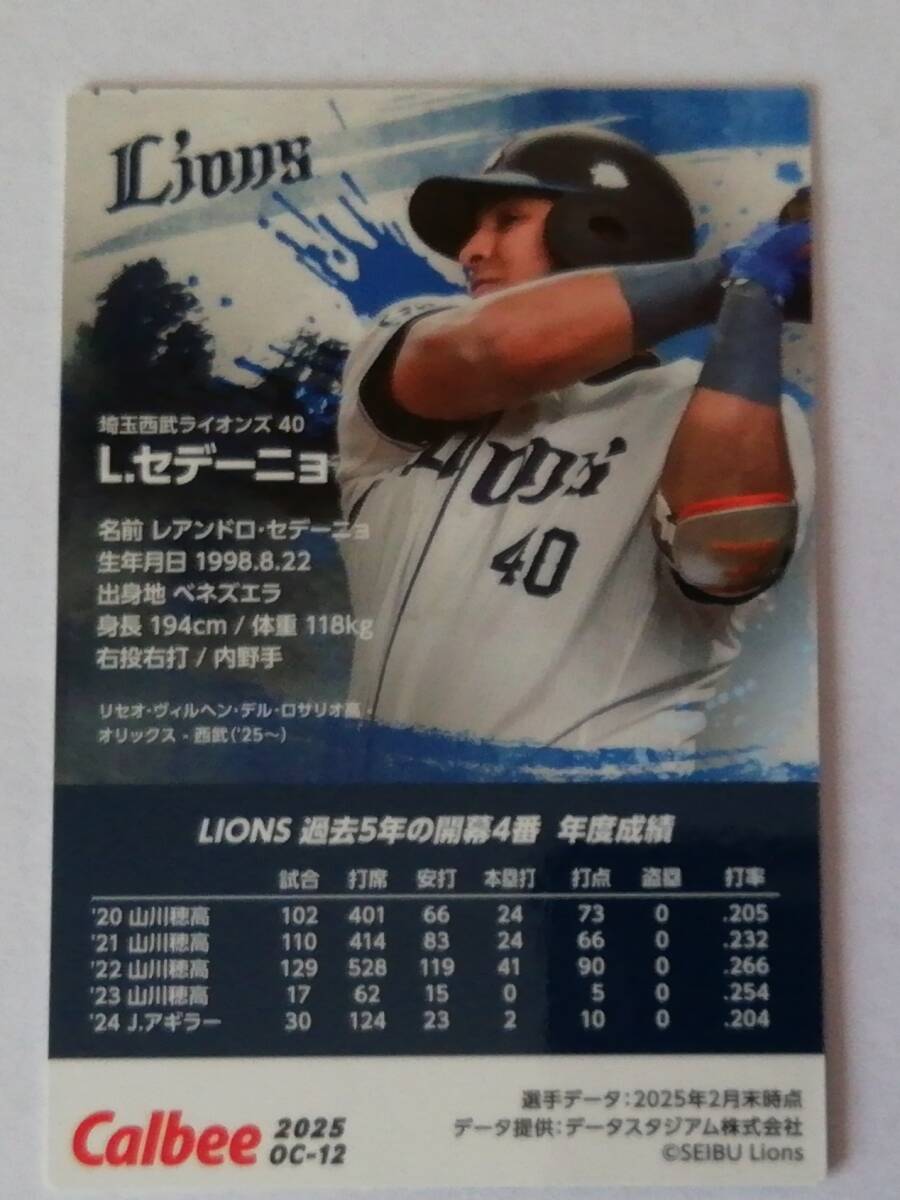 Lions
埼玉西武ライオンズ 40
L.セデーニョ
名前 レアンドロ・セデーニョ
生年月日 1998.8.22
出身地 ベネズエラ
身長 194cm / 体重 118kg
右投右打 / 内野手
リセオ・ヴィルヘン・デル・ロサリオ高 -
オリックス - 西武('25〜)
Lions
40
LIONS 過去5年の開幕4番 年度成績
試合 打席 安打 本塁打 打点 盗塁 打率
'20 山川穂高 102 401 66 24 73 0 .205
'21 山川穂高 110 414 83 24 66 0 .232
'22 山川穂高 129 528 119 41 90 0 .266
'23 山川穂高 17 62 15 0 5 0 .254
'24 J.アギラー 30 124 23 2 10 0 .204
Calbee 2025
OC-12
選手データ:2025年2月末時点
データ提供:データスタジアム株式会社
©SEIBU Lions